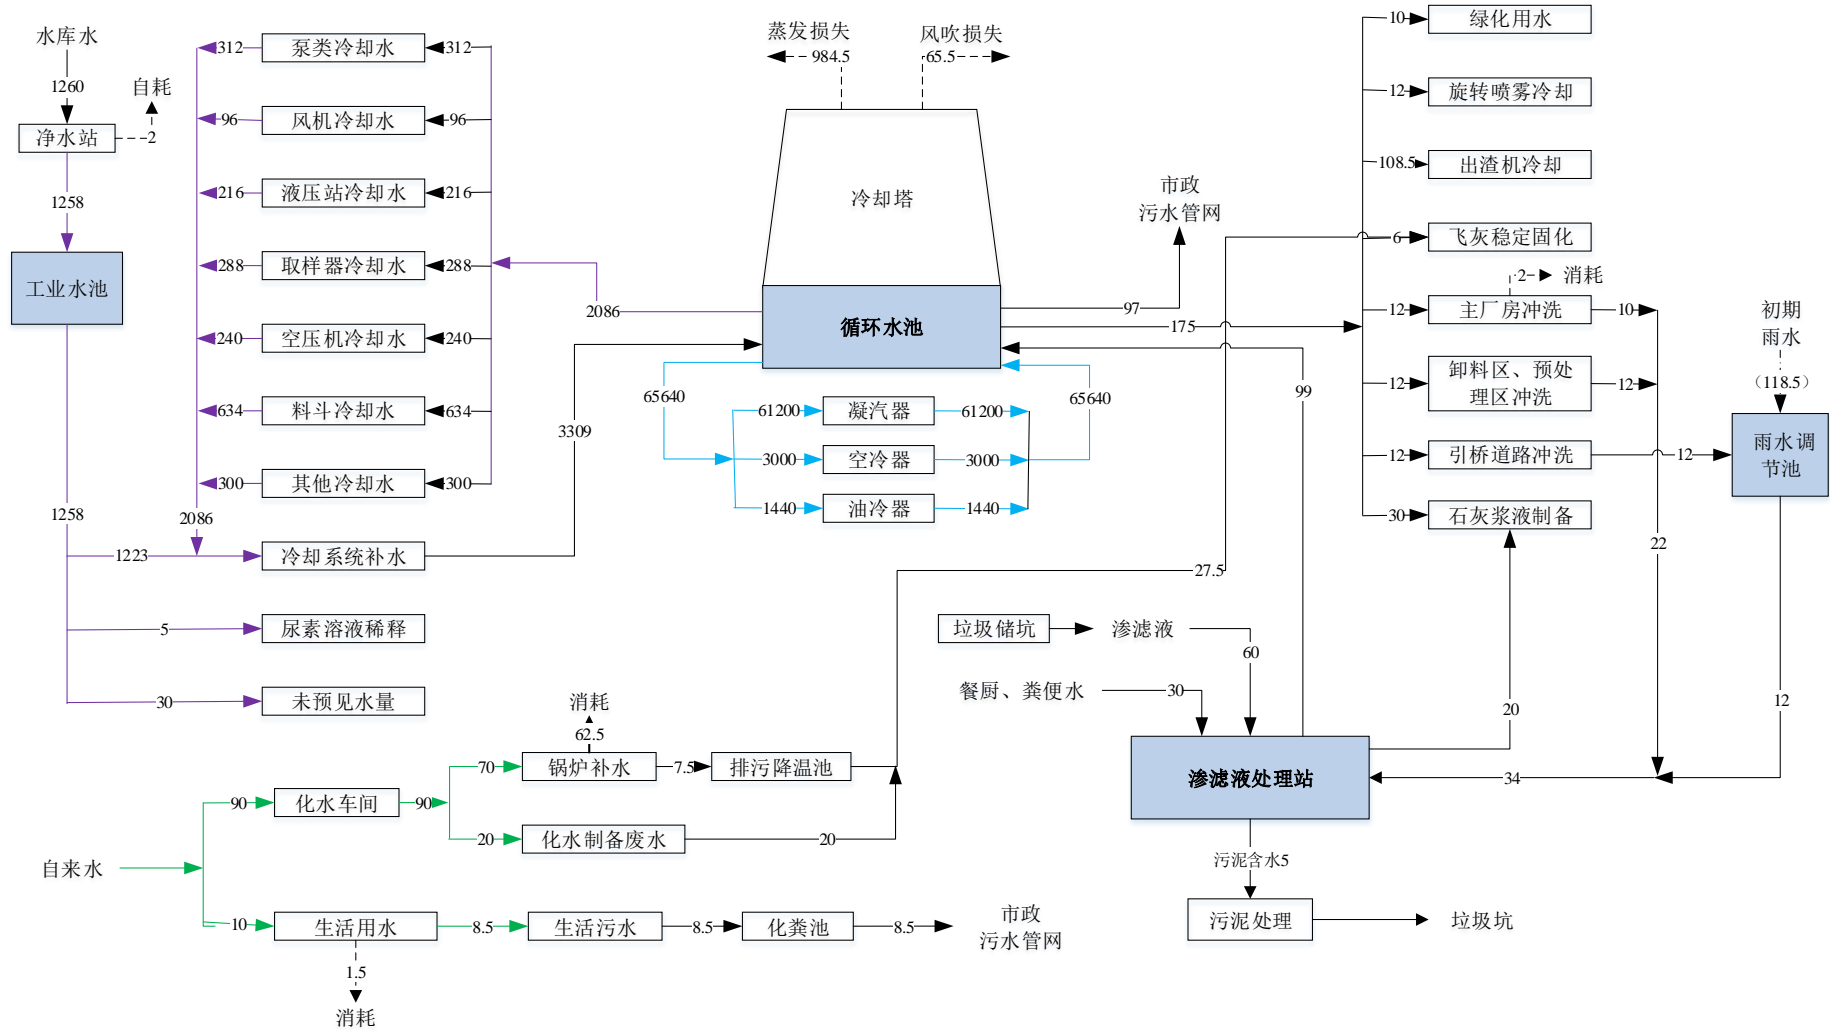 水库水
1260
净水站
自耗
2
1258
工业水池
1258
312
泵类冷却水
312
96
风机冷却水
96
216
液压站冷却水
216
288
取样器冷却水
288
240
空压机冷却水
240
634
料斗冷却水
634
300
其他冷却水
300
2086
1223
冷却系统补水
3309
5
尿素溶液稀释
30
未预见水量
2086
蒸发损失
984.5
风吹损失
65.5
冷却塔
循环水池
65640
61200
凝汽器
61200
3000
空冷器
3000
1440
油冷器
1440
65640
市政
污水管网
97
175
99
10
绿化用水
12
旋转喷雾冷却
108.5
出渣机冷却
6
飞灰稳定固化
2
消耗
12
主厂房冲洗
10
12
卸料区、预处
理区冲洗
12
12
引桥道路冲洗
12
30
石灰浆液制备
22
初期
雨水
（118.5）
雨水调
节池
12
27.5
垃圾储坑
渗滤液
60
餐厨、粪便水
30
渗滤液处理站
20
34
污泥含水5
污泥处理
垃圾坑
自来水
90
化水车间
90
70
锅炉补水
消耗
62.5
7.5
排污降温池
20
化水制备废水
20
10
生活用水
8.5
生活污水
8.5
化粪池
8.5
市政
污水管网
1.5
消耗